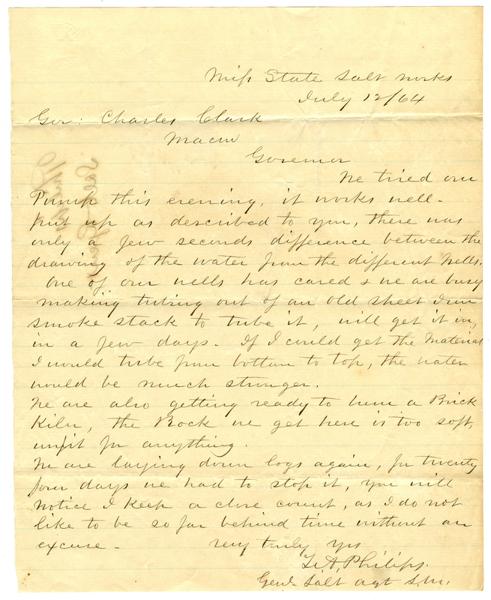 Miss State Salt Works
July 12/64
Gov: Charles Clark
Macon
Governor
We tried our
Pump this evening, it works well -
put up as described to you, there was
only a few seconds difference between the
drawing of the water from the different wells.
one of our wells has caved & we are busy
making tubing out of an old sheet Iron
smoke stack to tube it, will get it in,
in a few days. If I could get the Material
I would tube from bottom to top, the water
would be much stronger.
We are also getting ready to burn a Brick
Kiln, the Rock we get here is too soft,
unfit for anything.
We are laying down logs again, for twenty
four days we had to stop it, you will
notice I keep a close count, as I do not
like to be so far behind time without an
excuse - very truly yrs
Philips.
Genl Salt agt S.M.